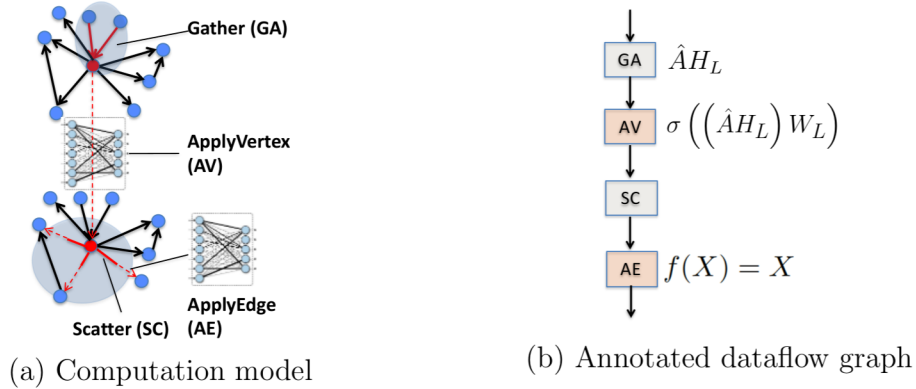 Gather (GA)
ApplyVertex
(AV)
ApplyEdge
(AE)
Scatter (SC)
(a) Computation model
GA
ÂH_L
AV
σ ((ÂH_L) W_L)
SC
AE
f(X) = X
(b) Annotated dataflow graph